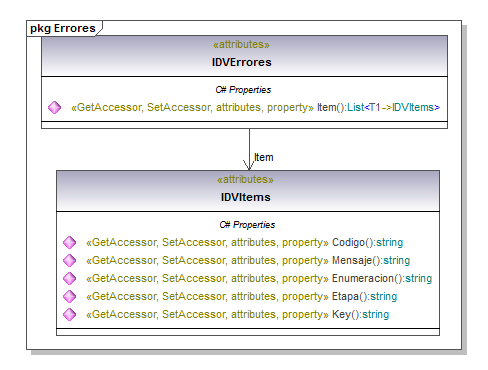 pkg Errores
«attributes»
IDVErrores
C# Properties
«GetAccessor, SetAccessor, attributes, property» Item():List<T1->IDVItems>
Item
«attributes»
IDVItems
C# Properties
«GetAccessor, SetAccessor, attributes, property» Codigo():string
«GetAccessor, SetAccessor, attributes, property» Mensaje():string
«GetAccessor, SetAccessor, attributes, property» Enumeracion():string
«GetAccessor, SetAccessor, attributes, property» Etapa():string
«GetAccessor, SetAccessor, attributes, property» Key():string